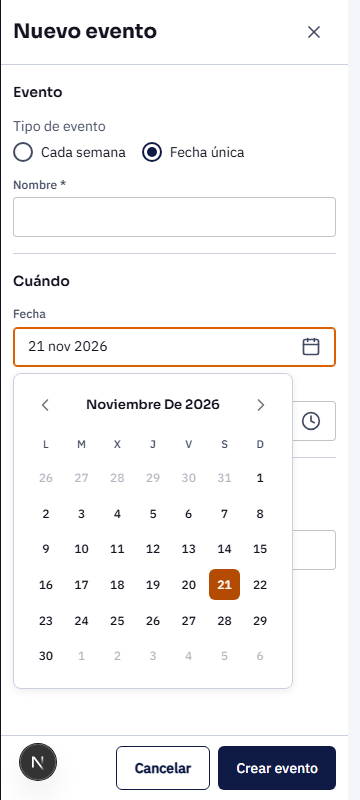 Nuevo evento
Evento
Tipo de evento
Cada semana Fecha única
Nombre *
Cuándo
Fecha
21 nov 2026
Noviembre De 2026
L M X J V S D
26 27 28 29 30 31 1
2 3 4 5 6 7 8
9 10 11 12 13 14 15
16 17 18 19 20 21 22
23 24 25 26 27 28 29
30 1 2 3 4 5 6
N Cancelar Crear evento